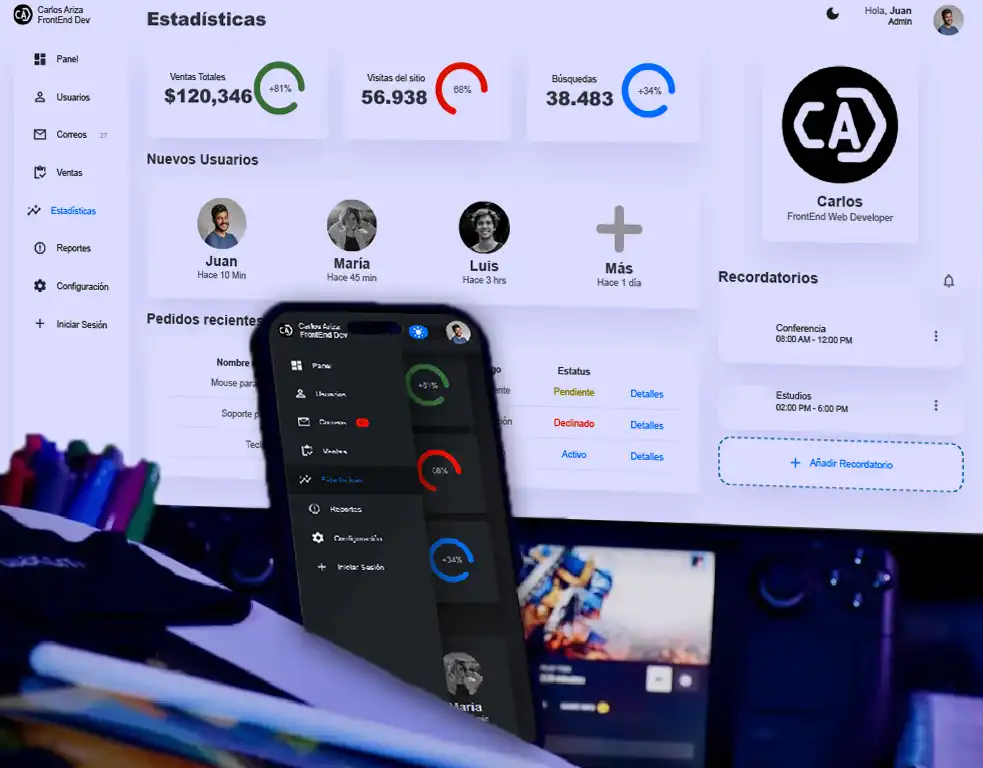 Carlos Ariza
FrontEnd Dev
Panel
Usuarios
Correos 27
Ventas
Estadísticas
Reportes
Configuración
Iniciar Sesión
Estadísticas
Ventas Totales
$120,346
+81%
Visitas del sitio
56.938
68%
Búsquedas
38.483
+34%
Nuevos Usuarios
Juan
Hace 10 Min
María
Hace 45 min
Luis
Hace 3 hrs
Más
Hace 1 día
Pedidos recientes
Nombre
Mouse para
Soporte
Estatus
Pendiente
Detalles
Declinado
Detalles
Activo
Detalles
Hola, Juan
Admin
CA
Carlos
FrontEnd Web Developer
Recordatorios
Conferencia
08:00 AM - 12:00 PM
Estudios
02:00 PM - 6:00 PM
+ Añadir Recordatorio
Carlos Ariza
FrontEnd Dev
Panel
Usuarios
Correos
Ventas
Estadísticas
Reportes
Configuración
Iniciar Sesión
+81%
68%
+34%
María